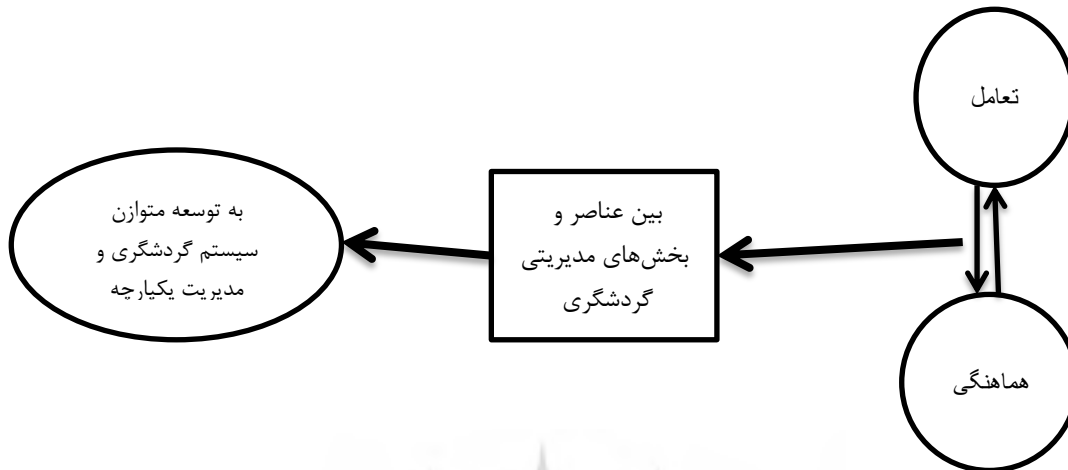 تعامل
هماهنگی
بین عناصر و
بخش‌های مدیریتی
گردشگری
به توسعه متوازن
سیستم گردشگری و
مدیریت یکپارچه